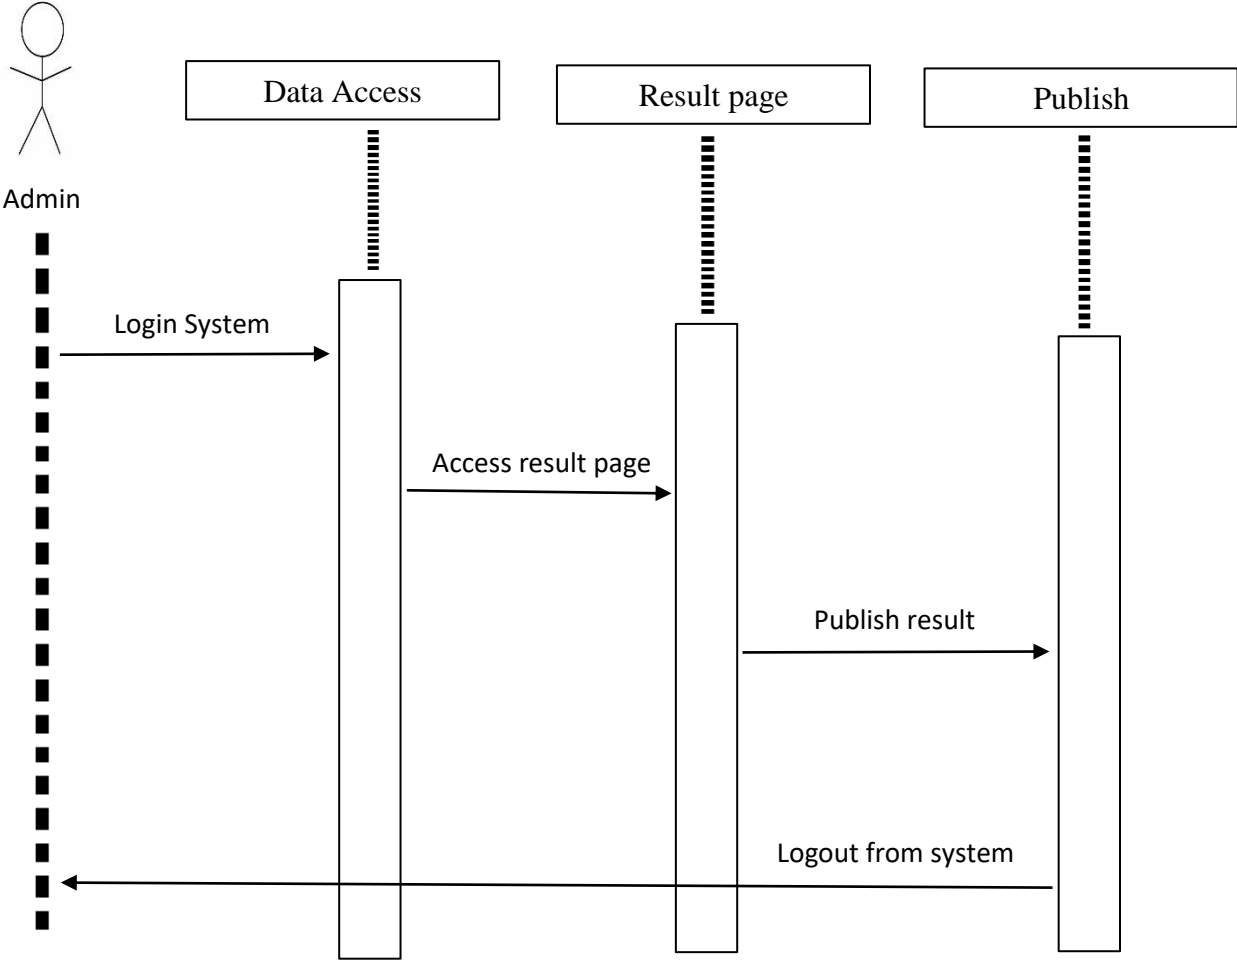 Data Access
Result page
Publish
Admin
Login System
Access result page
Publish result
Logout from system